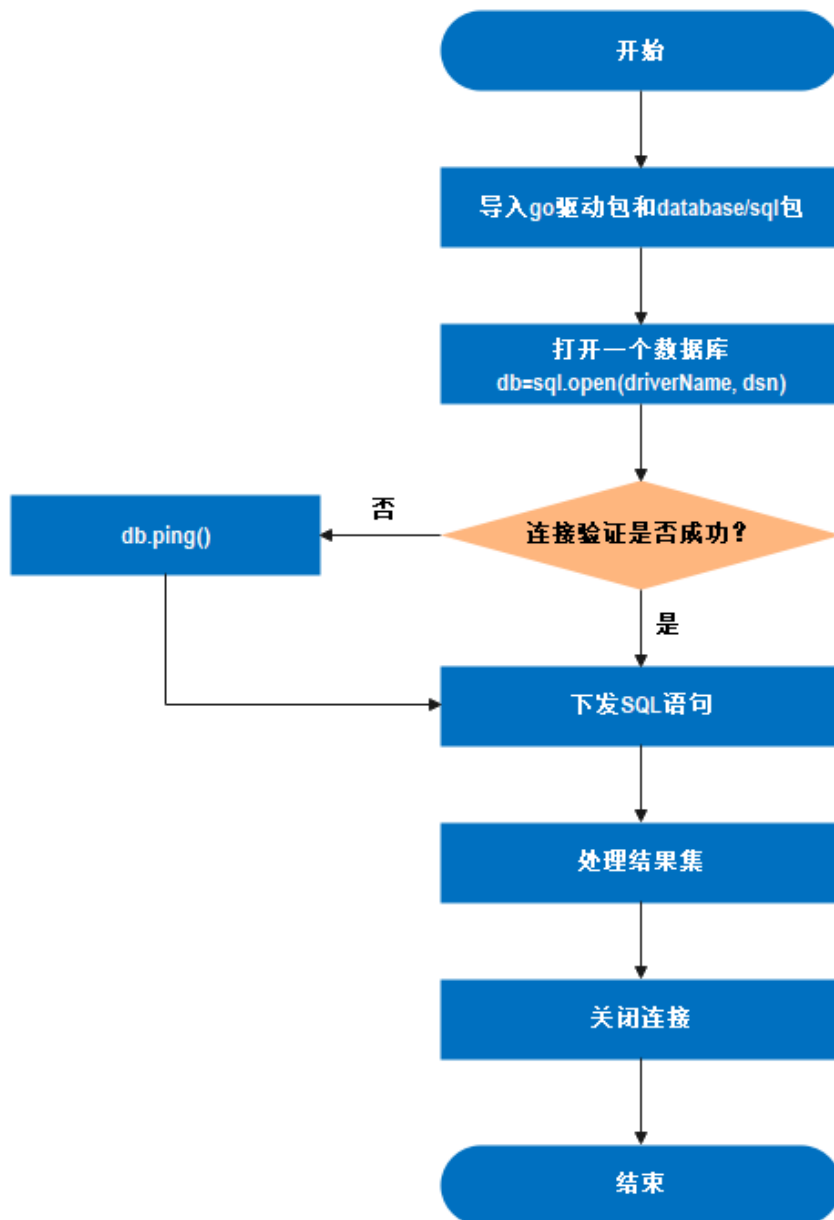 开始
导入go驱动包和database/sql包
打开一个数据库
db=sql.open(driverName, dsn)
连接验证是否成功?
否
db.ping()
是
下发SQL语句
处理结果集
关闭连接
结束